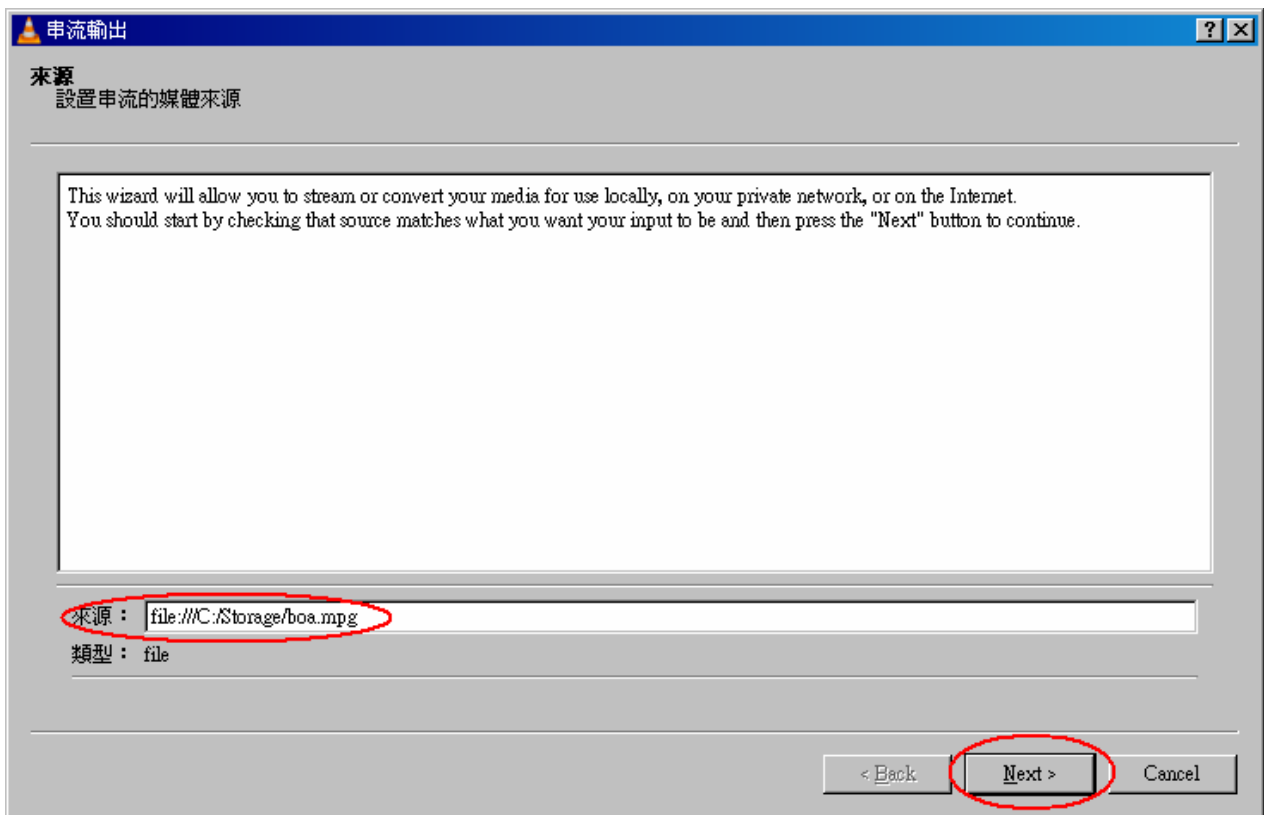 串流輸出
來源
設置串流的媒體來源
This wizard will allow you to stream or convert your media for use locally, on your private network, or on the Internet.
You should start by checking that source matches what you want your input to be and then press the "Next" button to continue.
來源： file:///C:/Storage/boa.mpg
類型： file
< Back Next > Cancel